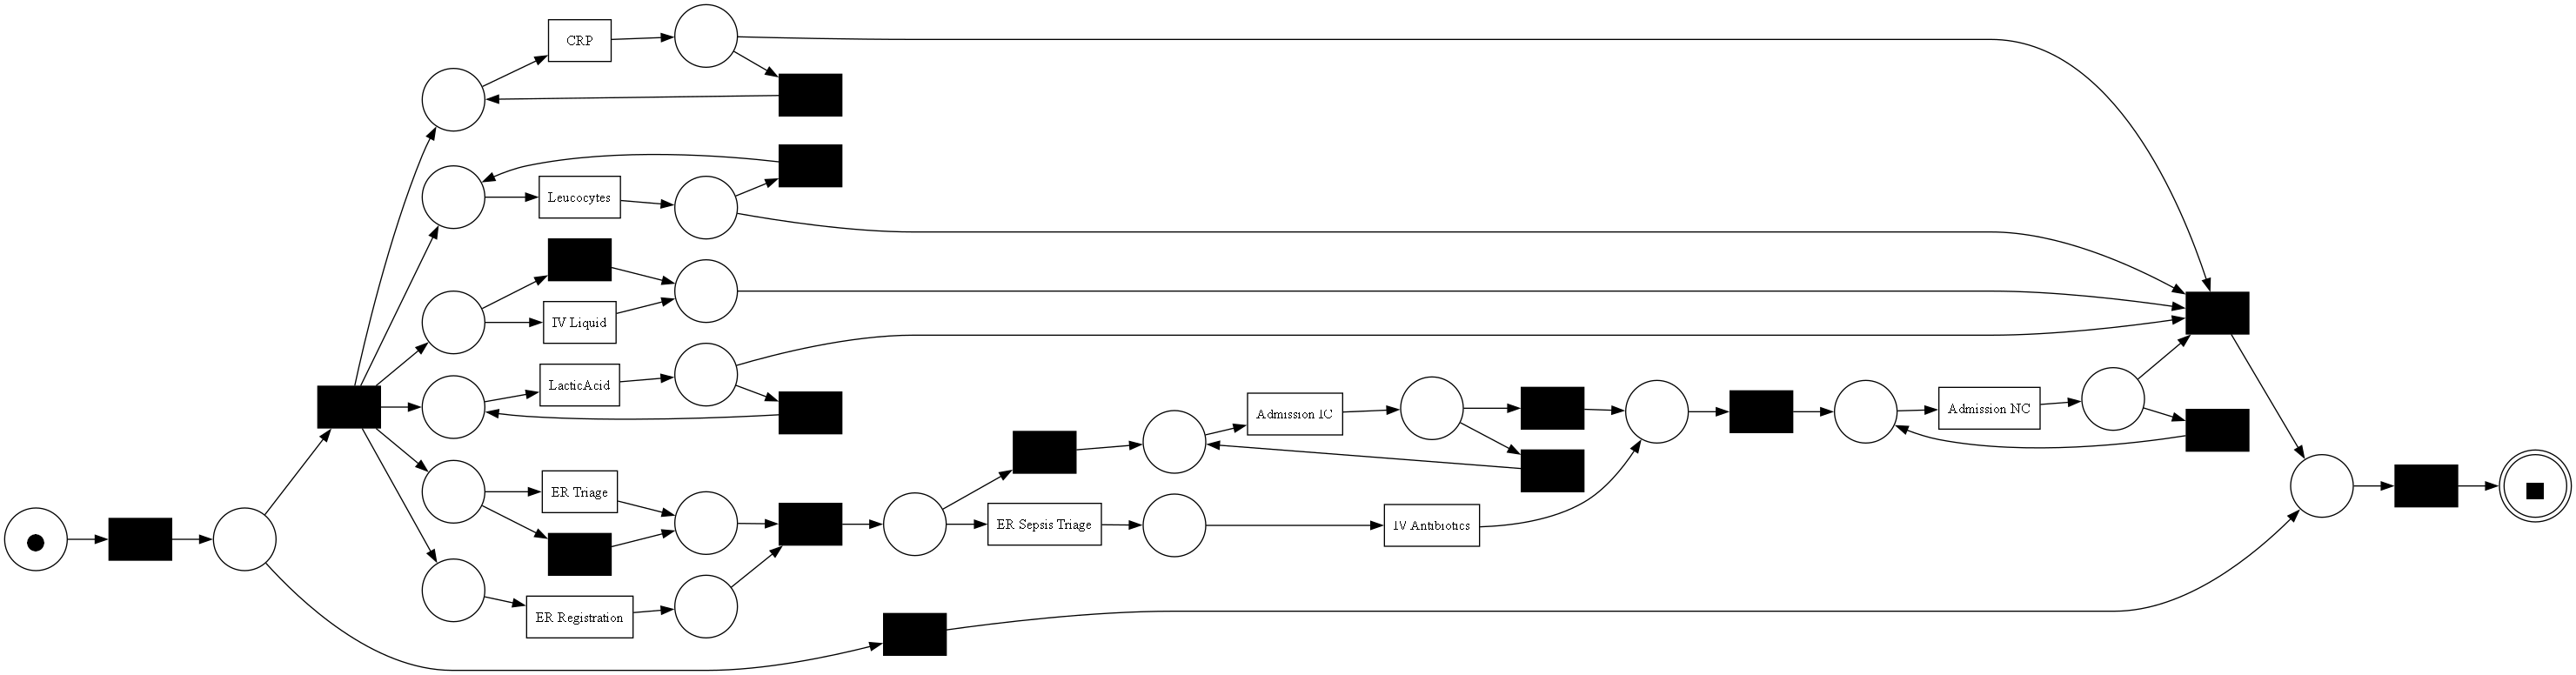 CRP
Leucocytes
IV Liquid
LacticAcid
Admission IC
Admission NC
ER Triage
ER Sepsis Triage
IV Antibiotics
ER Registration